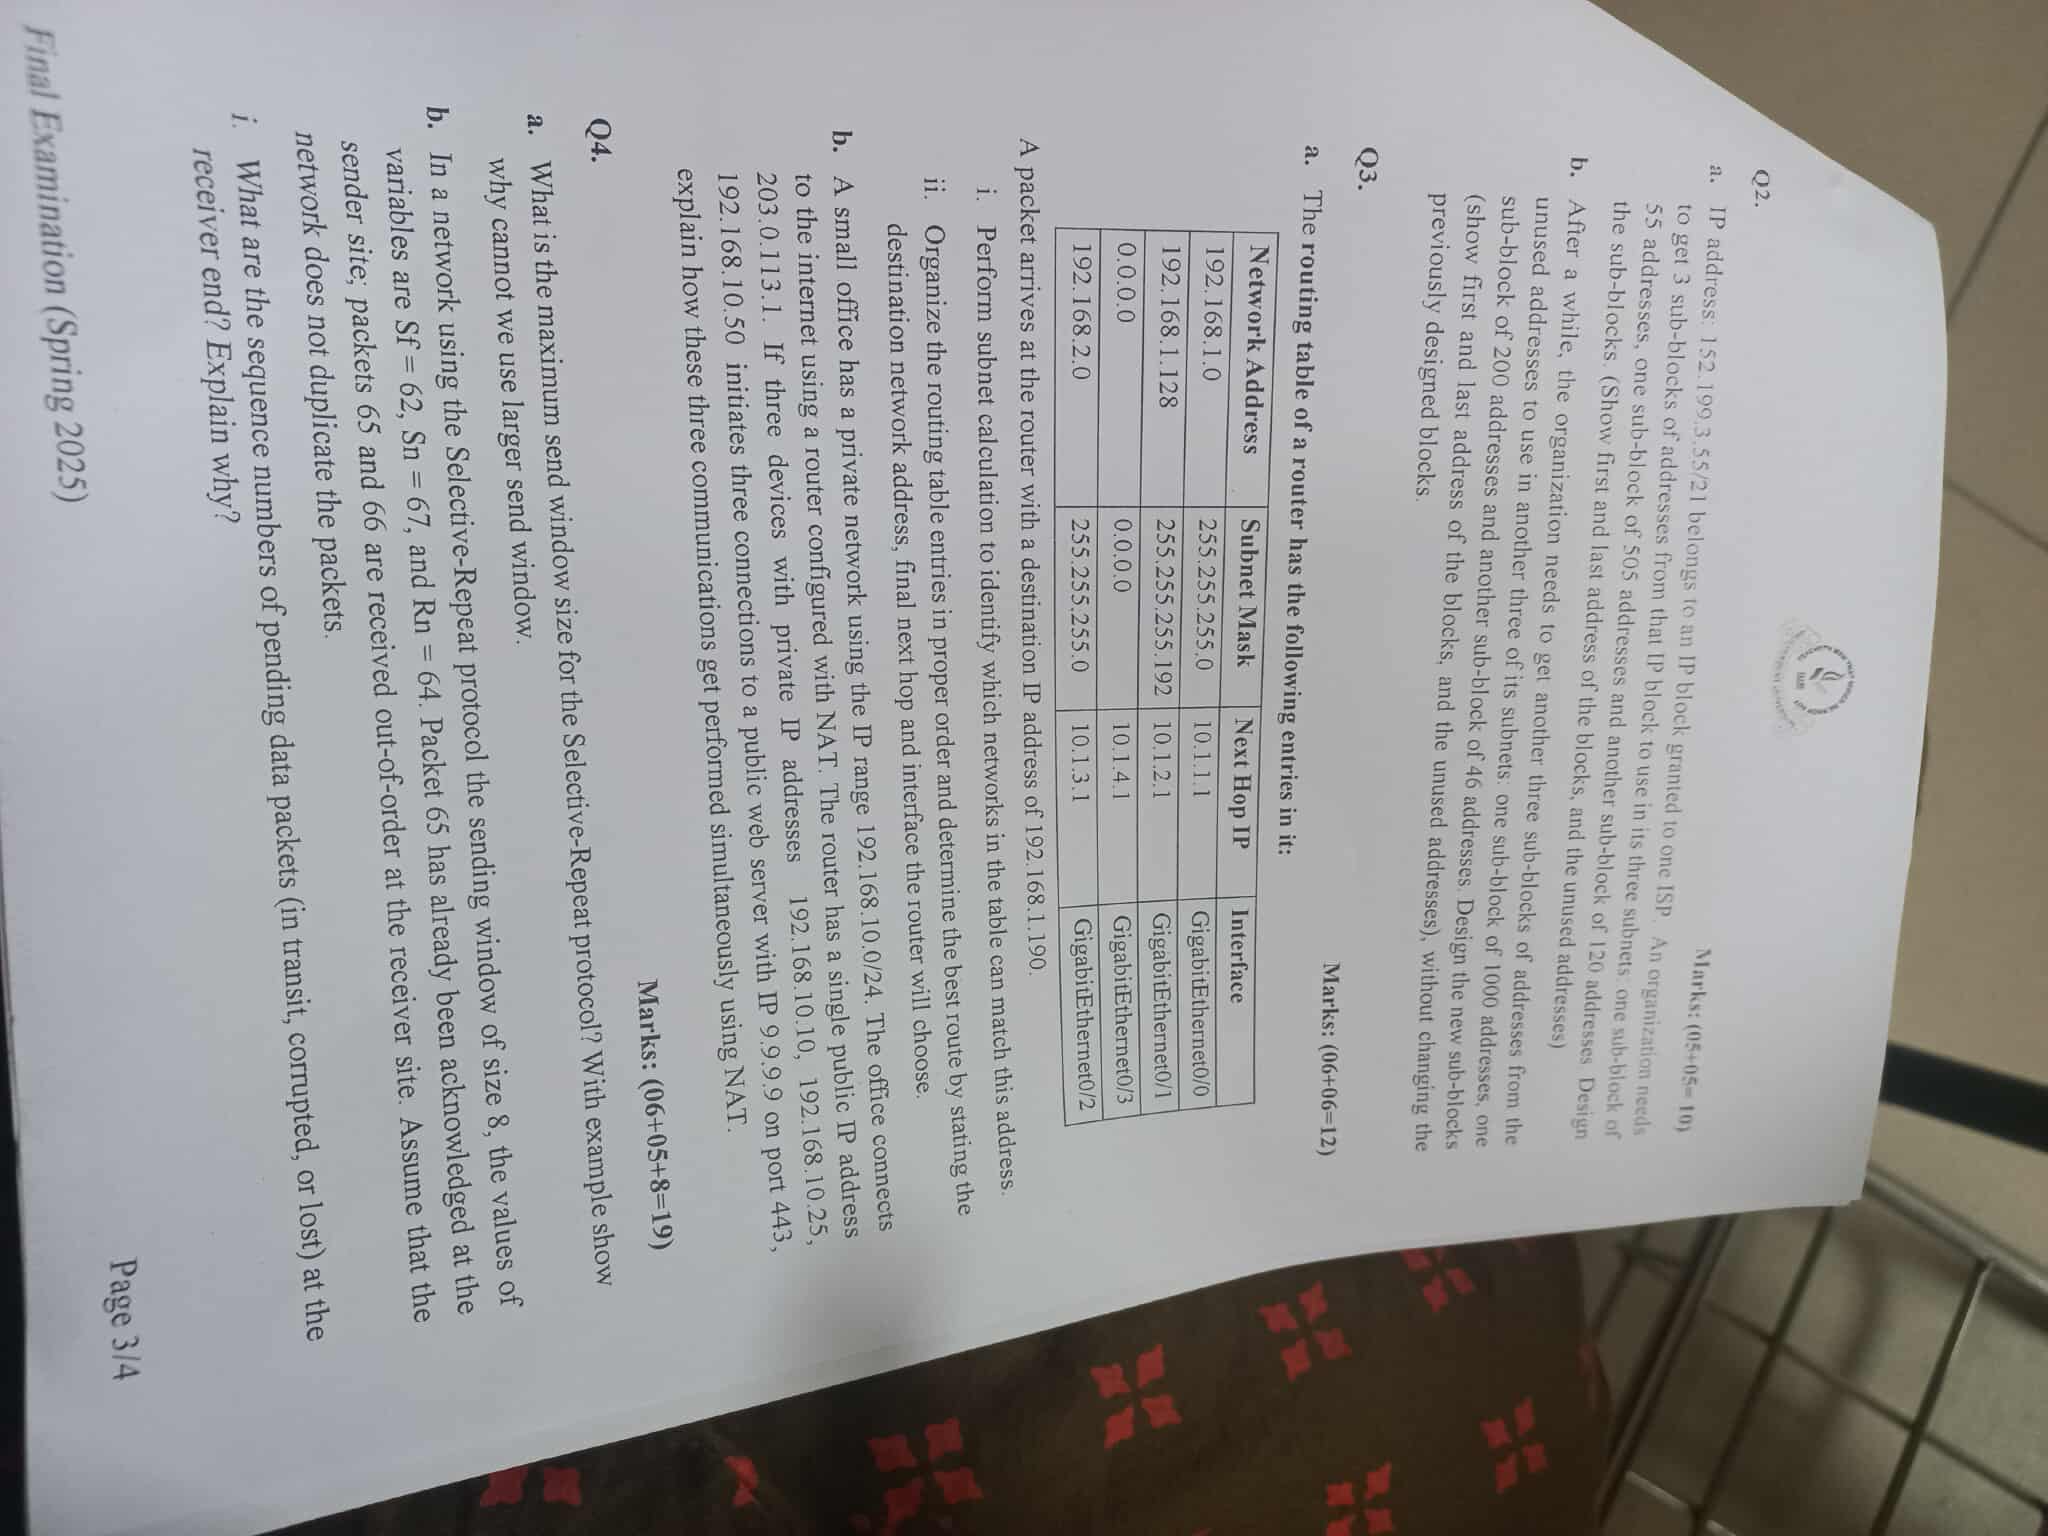 Q2.
Marks: (05+05= 10)
a. IP address: 152.199.3.55/21 belongs to an IP block granted to one ISP. An organization needs
to get 3 sub-blocks of addresses from that IP block to use in its three subnets: one sub-block of
55 addresses, one sub-block of 505 addresses and another sub-block of 120 addresses. Design
the sub-blocks. (Show first and last address of the blocks, and the unused addresses)
b. After a while, the organization needs to get another three sub-blocks of addresses from the
unused addresses to use in another three of its subnets: one sub-block of 1000 addresses, one
sub-block of 200 addresses and another sub-block of 46 addresses. Design the new sub-blocks
(show first and last address of the blocks, and the unused addresses), without changing the
previously designed blocks.
Q3.
Marks: (06+06=12)
a. The routing table of a router has the following entries in it:
Network Address Subnet Mask Next Hop IP Interface
192.168.1.0 255.255.255.0 10.1.1.1 GigabitEthernet0/0
192.168.1.128 255.255.255.192 10.1.2.1 GigabitEthernet0/1
0.0.0.0 0.0.0.0 10.1.4.1 GigabitEthernet0/3
192.168.2.0 255.255.255.0 10.1.3.1 GigabitEthernet0/2
A packet arrives at the router with a destination IP address of 192.168.1.190.
i. Perform subnet calculation to identify which networks in the table can match this address.
ii. Organize the routing table entries in proper order and determine the best route by stating the
destination network address, final next hop and interface the router will choose.
b. A small office has a private network using the IP range 192.168.10.0/24. The office connects
to the internet using a router configured with NAT. The router has a single public IP address
203.0.113.1. If three devices with private IP addresses 192.168.10.10, 192.168.10.25,
192.168.10.50 initiates three connections to a public web server with IP 9.9.9.9 on port 443,
explain how these three communications get performed simultaneously using NAT.
Marks: (06+05+8=19)
Q4.
a. What is the maximum send window size for the Selective-Repeat protocol? With example show
why cannot we use larger send window.
b. In a network using the Selective-Repeat protocol the sending window of size 8, the values of
variables are Sf = 62, Sn = 67, and Rn = 64. Packet 65 has already been acknowledged at the
sender site; packets 65 and 66 are received out-of-order at the receiver site. Assume that the
network does not duplicate the packets.
i. What are the sequence numbers of pending data packets (in transit, corrupted, or lost) at the
receiver end? Explain why?
Page 3/4
Final Examination (Spring 2025)